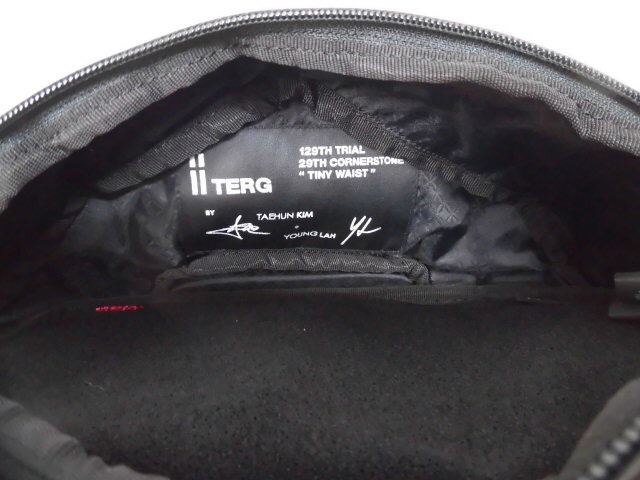 TERG
129TH TRIAL
29TH CORNERSTONE
“ TINY WAIST ”
BY
TAEHUN KIM
YOUNG LAH